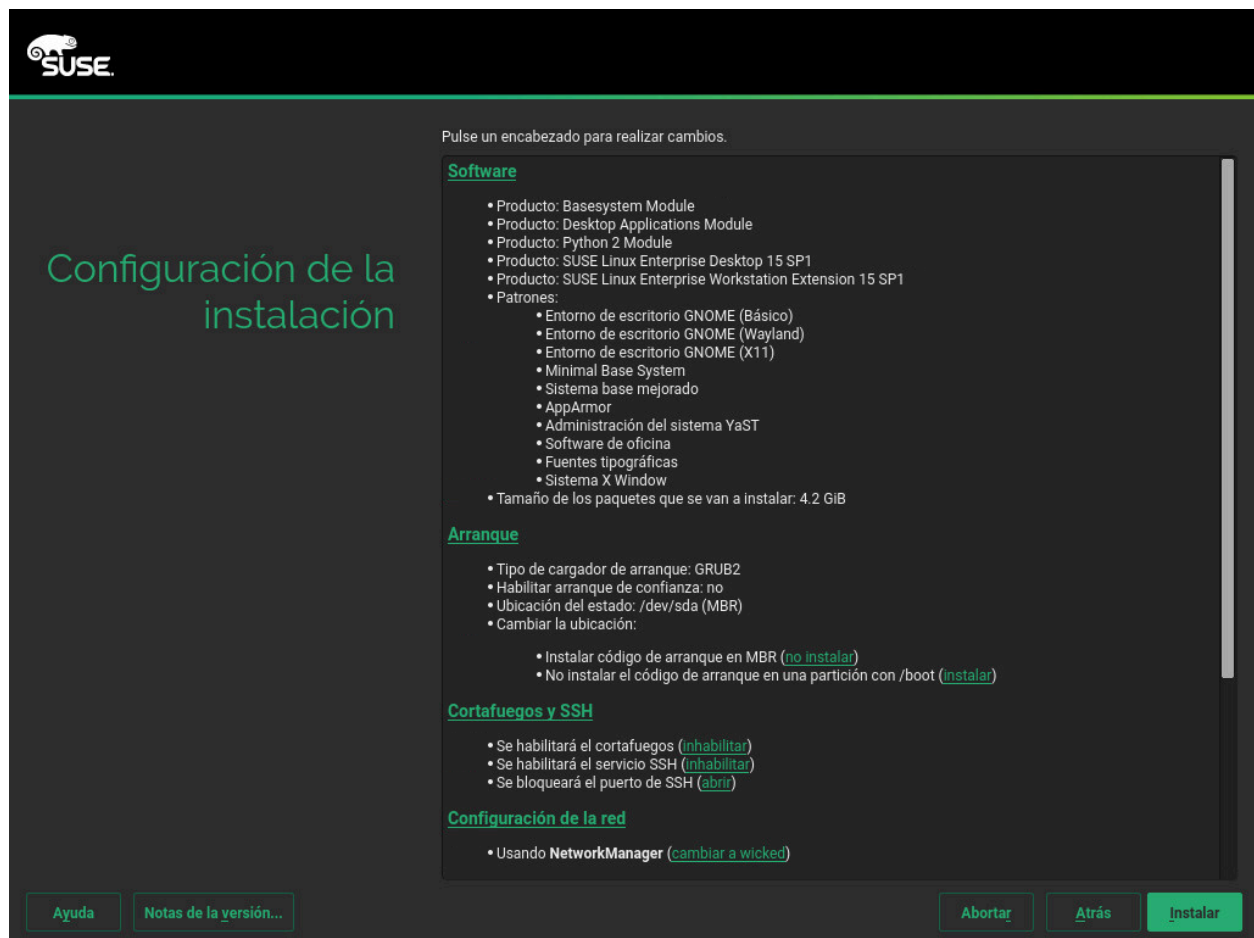 SUSE.
Pulse un encabezado para realizar cambios.
Configuración de la
instalación
Software
• Producto: Basesystem Module
• Producto: Desktop Applications Module
• Producto: Python 2 Module
• Producto: SUSE Linux Enterprise Desktop 15 SP1
• Producto: SUSE Linux Enterprise Workstation Extension 15 SP1
• Patrones:
• Entorno de escritorio GNOME (Básico)
• Entorno de escritorio GNOME (Wayland)
• Entorno de escritorio GNOME (X11)
• Minimal Base System
• Sistema base mejorado
• AppArmor
• Administración del sistema YaST
• Software de oficina
• Fuentes tipográficas
• Sistema X Window
• Tamaño de los paquetes que se van a instalar: 4.2 GiB
Arranque
• Tipo de cargador de arranque: GRUB2
• Habilitar arranque de confianza: no
• Ubicación del estado: /dev/sda (MBR)
• Cambiar la ubicación:
• Instalar código de arranque en MBR (no instalar)
• No instalar el código de arranque en una partición con /boot (instalar)
Cortafuegos y SSH
• Se habilitará el cortafuegos (inhabilitar)
• Se habilitará el servicio SSH (inhabilitar)
• Se bloqueará el puerto de SSH (abrir)
Configuración de la red
• Usando NetworkManager (cambiar a wicked)
Ayuda
Notas de la versión...
Abortar
Atrás
Instalar